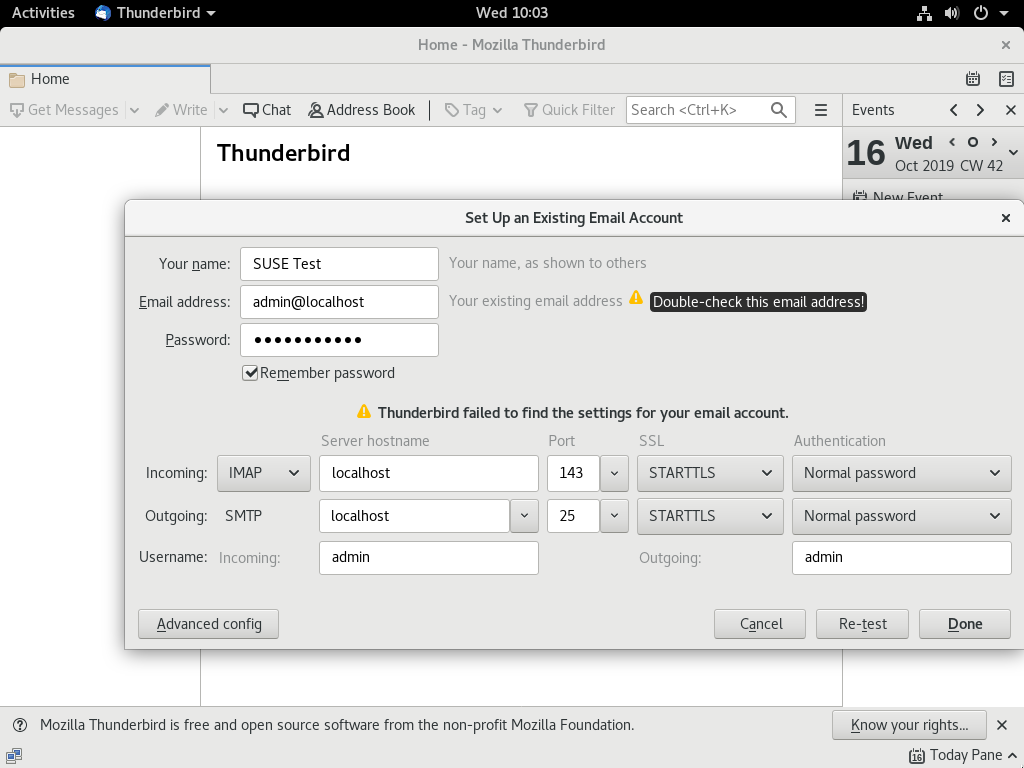 Activities Thunderbird Wed 10:03
Home - Mozilla Thunderbird
Home
Get Messages Write Chat Address Book Tag Quick Filter Search <Ctrl+K> Events
Thunderbird
16 Wed
Oct 2019 CW 42
New Event
Set Up an Existing Email Account
Your name: SUSE Test Your name, as shown to others
Email address: admin@localhost Your existing email address Double-check this email address!
Password: ●●●●●●●●●●●
Remember password
Thunderbird failed to find the settings for your email account.
Server hostname Port SSL Authentication
Incoming: IMAP localhost 143 STARTTLS Normal password
Outgoing: SMTP localhost 25 STARTTLS Normal password
Username: Incoming: admin Outgoing: admin
Advanced config Cancel Re-test Done
Mozilla Thunderbird is free and open source software from the non-profit Mozilla Foundation. Know your rights...
16 Today Pane